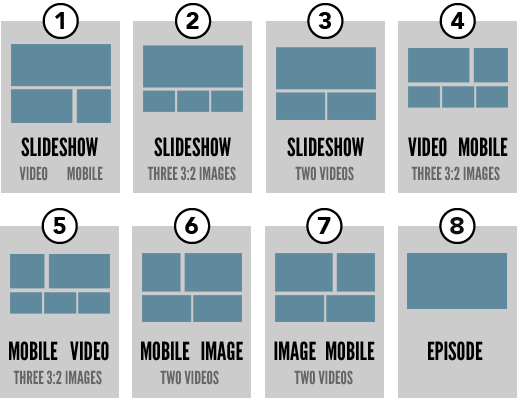 1
2
3
4
SLIDESHOW
SLIDESHOW
SLIDESHOW
VIDEO MOBILE
VIDEO MOBILE
THREE 3:2 IMAGES
TWO VIDEOS
THREE 3:2 IMAGES
5
6
7
8
MOBILE VIDEO
MOBILE IMAGE
IMAGE MOBILE
EPISODE
THREE 3:2 IMAGES
TWO VIDEOS
TWO VIDEOS